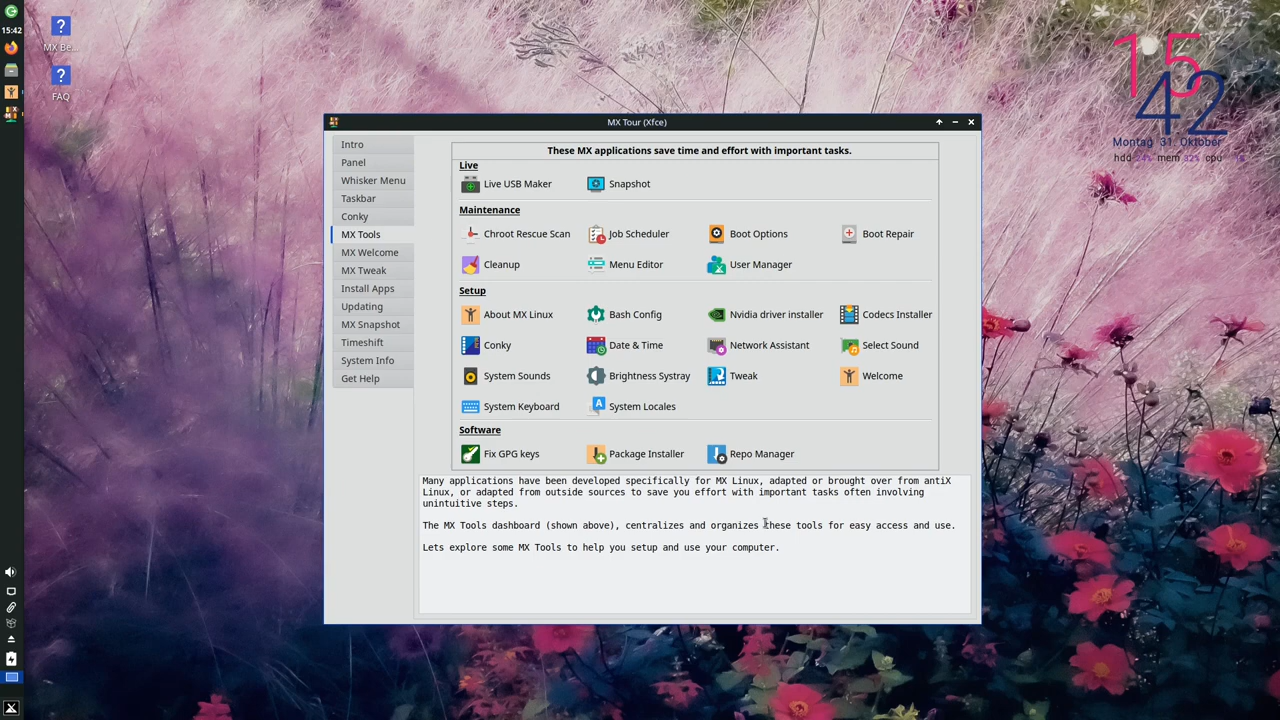 15:42
MX Be...
FAQ
15
42
Montag 31. Oktober
hdd 24% mem 32% cpu
MX Tour (Xfce)
Intro
Panel
Whisker Menu
Taskbar
Conky
MX Tools
MX Welcome
MX Tweak
Install Apps
Updating
MX Snapshot
Timeshift
System Info
Get Help
These MX applications save time and effort with important tasks.
Live
Live USB Maker Snapshot
Maintenance
Chroot Rescue Scan Job Scheduler Boot Options Boot Repair
Cleanup Menu Editor User Manager
Setup
About MX Linux Bash Config Nvidia driver installer Codecs Installer
Conky Date & Time Network Assistant Select Sound
System Sounds Brightness Systray Tweak Welcome
System Keyboard System Locales
Software
Fix GPG keys Package Installer Repo Manager
Many applications have been developed specifically for MX Linux, adapted or brought over from antiX
Linux, or adapted from outside sources to save you effort with important tasks often involving
unintuitive steps.
The MX Tools dashboard (shown above), centralizes and organizes these tools for easy access and use.
Lets explore some MX Tools to help you setup and use your computer.